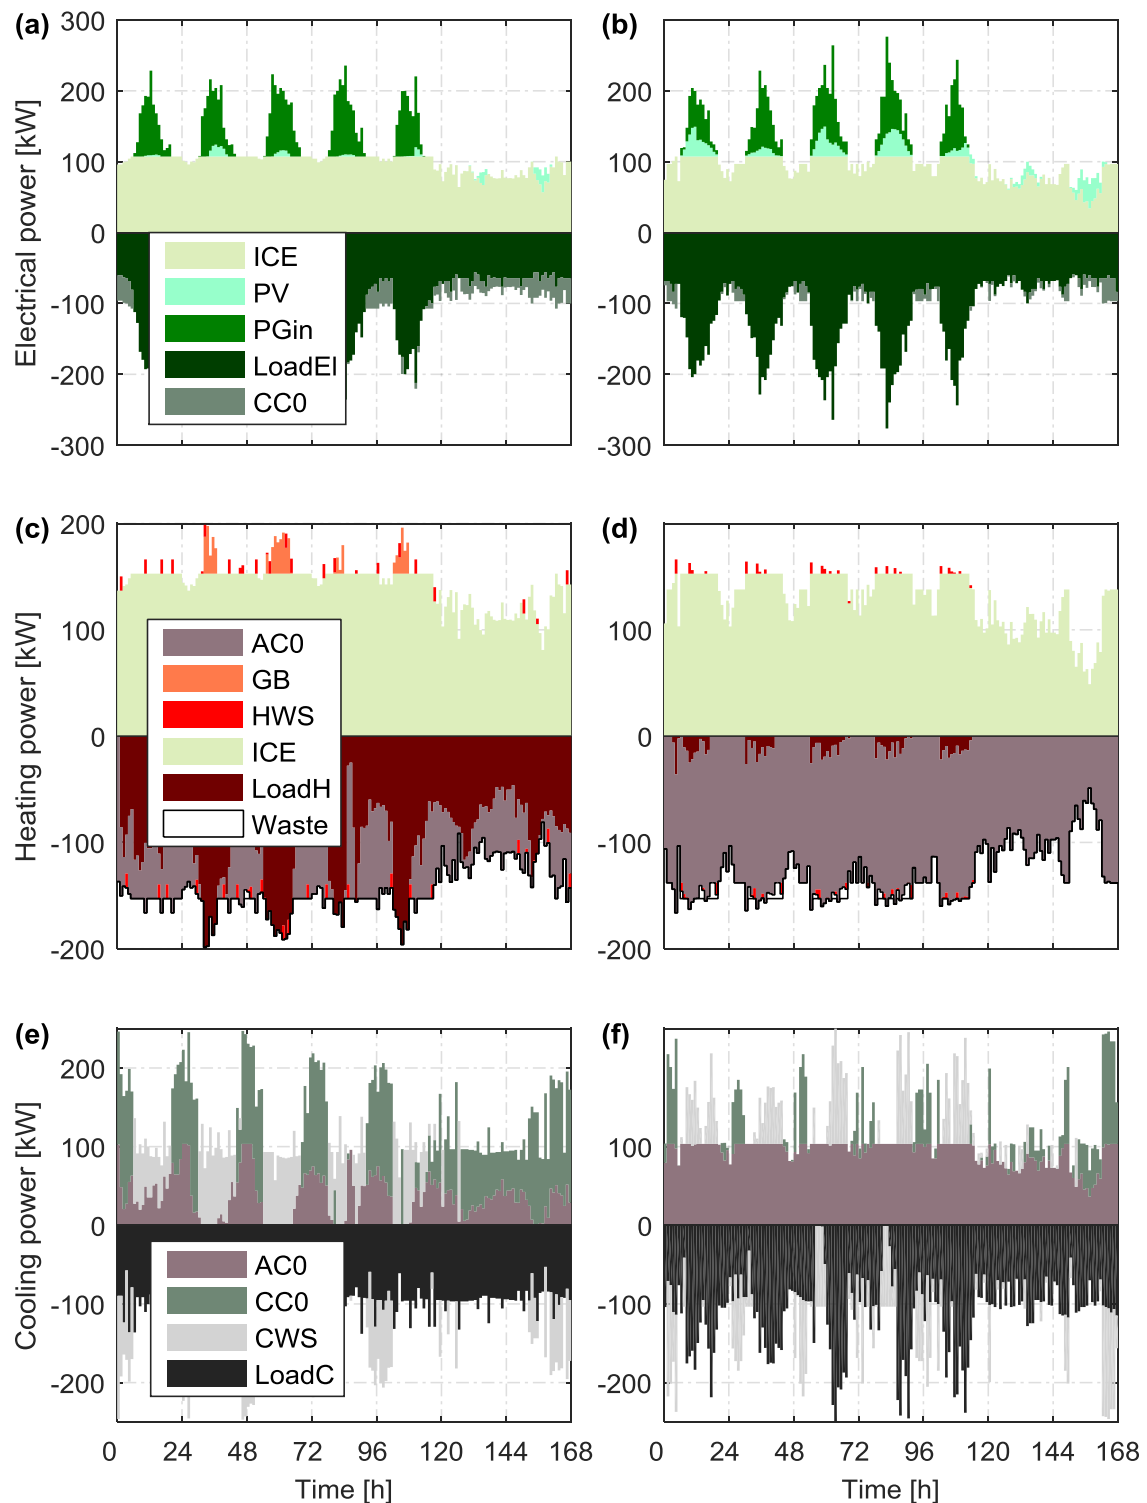 (a)
(b)
300
200
100
0
-100
-200
-300
Electrical power [kW]
ICE
PV
PGin
LoadEl
CC0
300
200
100
0
-100
-200
-300
(c)
(d)
200
100
0
-100
-200
Heating power [kW]
AC0
GB
HWS
ICE
LoadH
Waste
200
100
0
-100
-200
(e)
(f)
200
100
0
-100
-200
Cooling power [kW]
AC0
CC0
CWS
LoadC
100
0
-100
-200
0 24 48 72 96 120 144 168
Time [h]
0 24 48 72 96 120 144 168
Time [h]